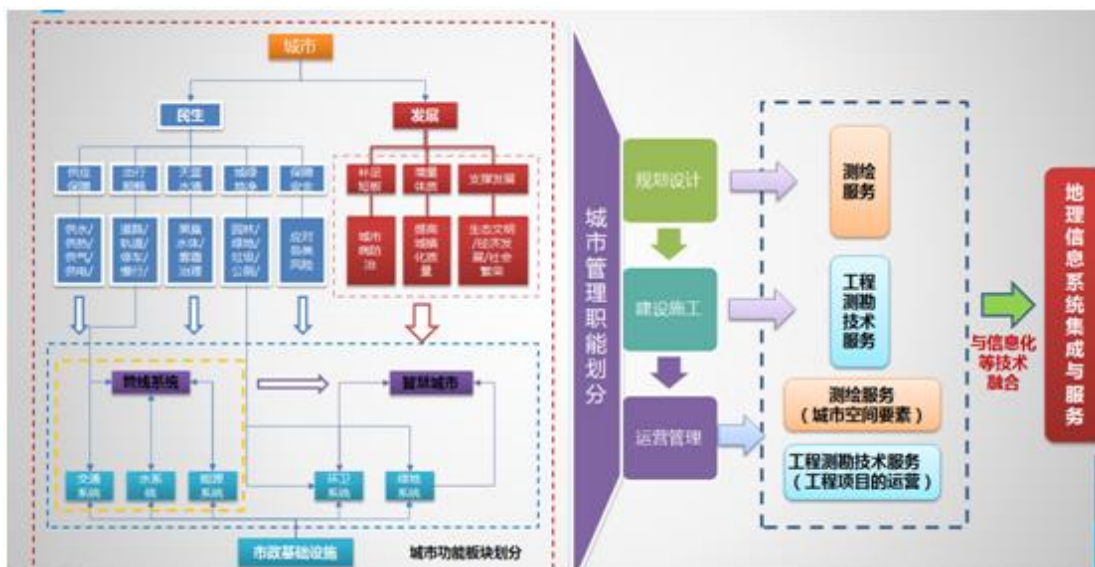 城市
民生
发展
供应
保障
出行
顺畅
天蓝
水清
城绿
地净
保障
安全
补足
短板
增量
体质
支撑发展
供水/
供热/
供气/
供电/
道路/
轨道/
停车/
慢行/
黑臭
水体/
雾霾
治理
园林/
绿地/
垃圾/
公厕/
应对
各类
风险
城市
病防
治
提高
城镇
化质
量
生态文明
/经济发
展/社会
繁荣
管线系统
智慧城市
交通
系统
水系
统
能源
系统
环卫
系统
绿地
系统
市政基础设施
城市功能板块划分
城市管理职能划分
规划设计
建设施工
运营管理
测绘
服务
工程
测勘
技术
服务
测绘服务
（城市空间要素）
工程测勘技术服务
（工程项目的运营）
与信息化
等技术
融合
地理信息系统集成与服务